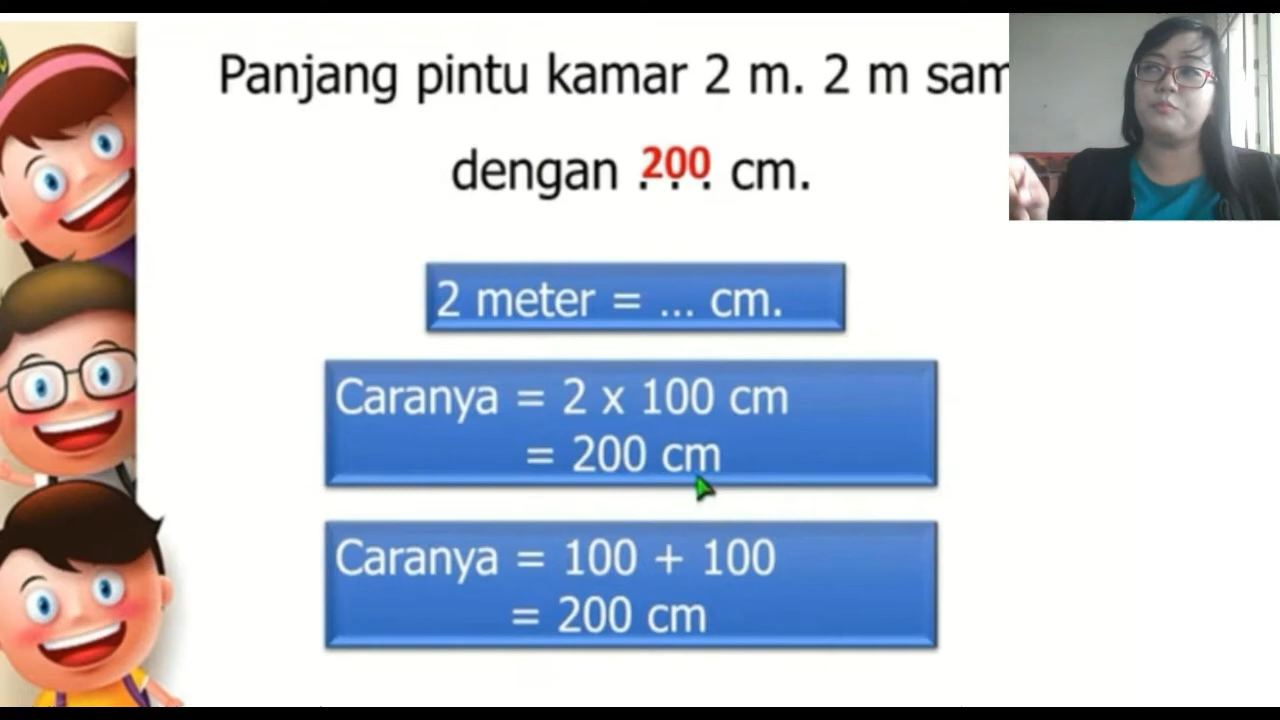 Panjang pintu kamar 2 m. 2 m sam
dengan 200 cm.
2 meter = ... cm.
Caranya = 2 x 100 cm
= 200 cm
Caranya = 100 + 100
= 200 cm